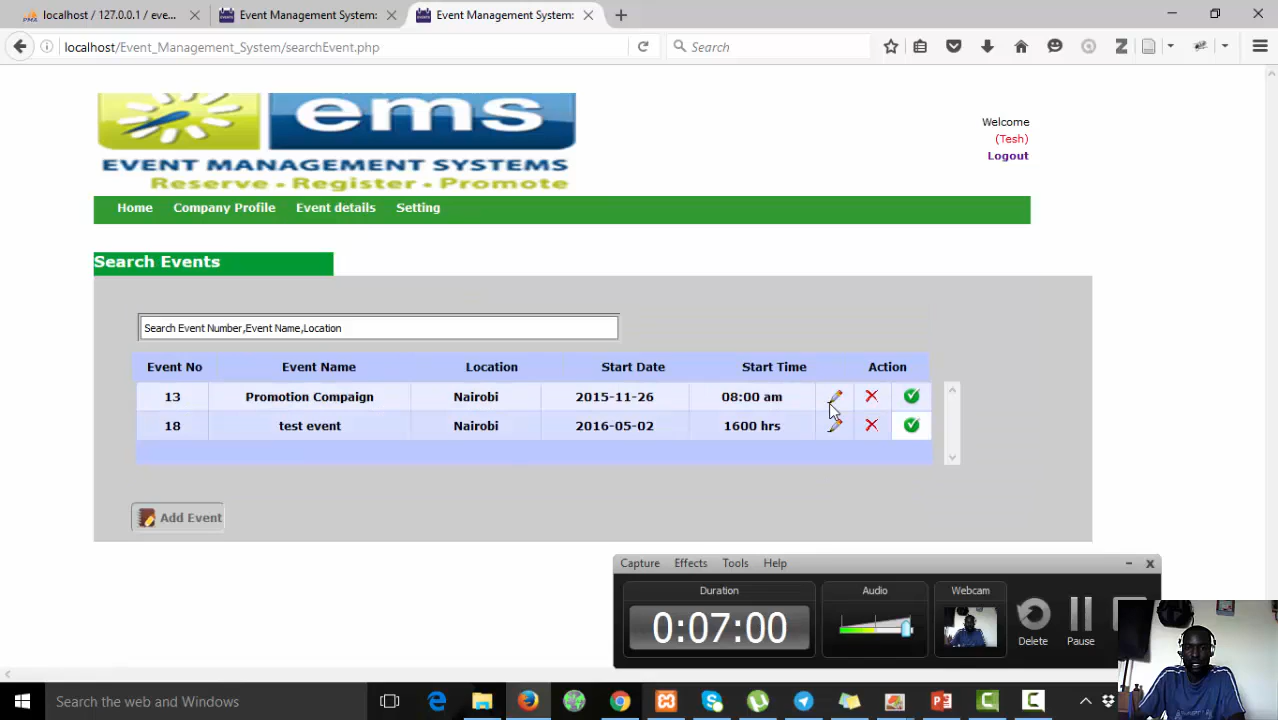 localhost / 127.0.0.1 / eve...
Event Management System:
Event Management System:
localhost/Event_Management_System/searchEvent.php
Search
ems
EVENT MANAGEMENT SYSTEMS
Reserve • Register • Promote
Welcome
(Tesh)
Logout
Home Company Profile Event details Setting
Search Events
Search Event Number,Event Name,Location
Event No Event Name Location Start Date Start Time Action
13 Promotion Compaign Nairobi 2015-11-26 08:00 am
18 test event Nairobi 2016-05-02 1600 hrs
Add Event
Capture Effects Tools Help
Duration Audio Webcam
0:07:00
Delete Pause
Search the web and Windows